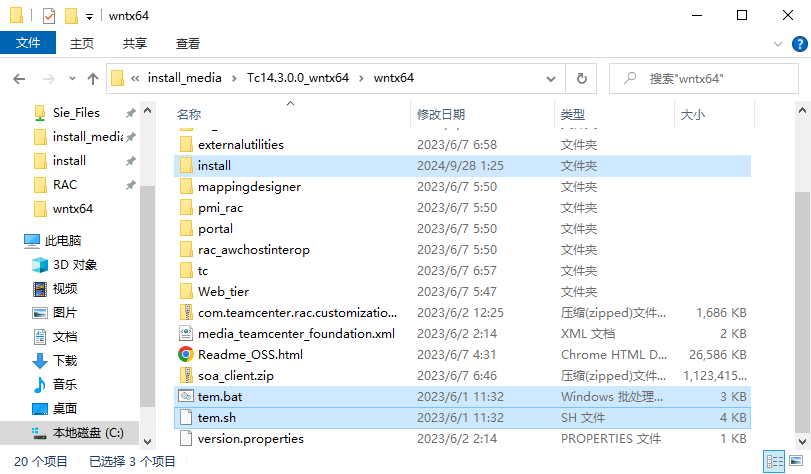 wntx64
文件 主页 共享 查看
« install_media › Tc14.3.0.0_wntx64 › wntx64 搜索"wntx64"
名称 修改日期 类型 大小
Sie_Files
install_media
install
RAC
wntx64
此电脑
3D 对象
视频
图片
文档
下载
音乐
桌面
本地磁盘 (C:)
externalutilities 2023/6/7 6:58 文件夹
install 2024/9/28 1:25 文件夹
mappingdesigner 2023/6/7 5:50 文件夹
pmi_rac 2023/6/7 5:50 文件夹
portal 2023/6/7 5:50 文件夹
rac_awchostinterop 2023/6/7 5:50 文件夹
tc 2023/6/7 6:57 文件夹
Web_tier 2023/6/7 5:47 文件夹
com.teamcenter.rac.customizatio... 2023/6/2 12:25 压缩(zipped)文件... 1,686 KB
media_teamcenter_foundation.xml 2023/6/2 2:14 XML 文档 2 KB
Readme_OSS.html 2023/6/7 4:31 Chrome HTML D... 26,586 KB
soa_client.zip 2023/6/7 6:46 压缩(zipped)文件... 1,123,415...
tem.bat 2023/6/1 11:32 Windows 批处理... 3 KB
tem.sh 2023/6/1 11:32 SH 文件 4 KB
version.properties 2023/6/2 2:14 PROPERTIES 文件 1 KB
20 个项目 已选择 3 个项目